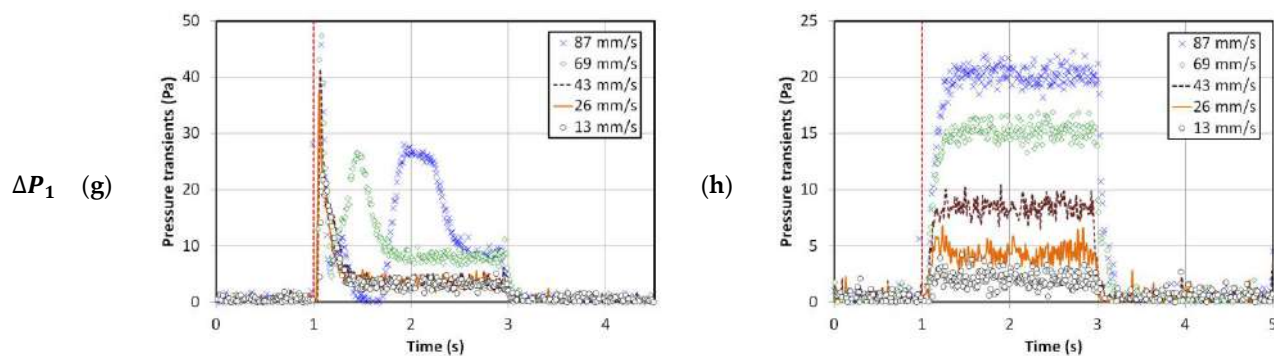 ΔP₁ (g)
Pressure transients (Pa)
50
40
30
20
10
0
0 1 2 3 4
Time (s)
87 mm/s
69 mm/s
43 mm/s
26 mm/s
13 mm/s
(h)
Pressure transients (Pa)
25
20
15
10
5
0
0 1 2 3 4 5
Time (s)
87 mm/s
69 mm/s
43 mm/s
26 mm/s
13 mm/s